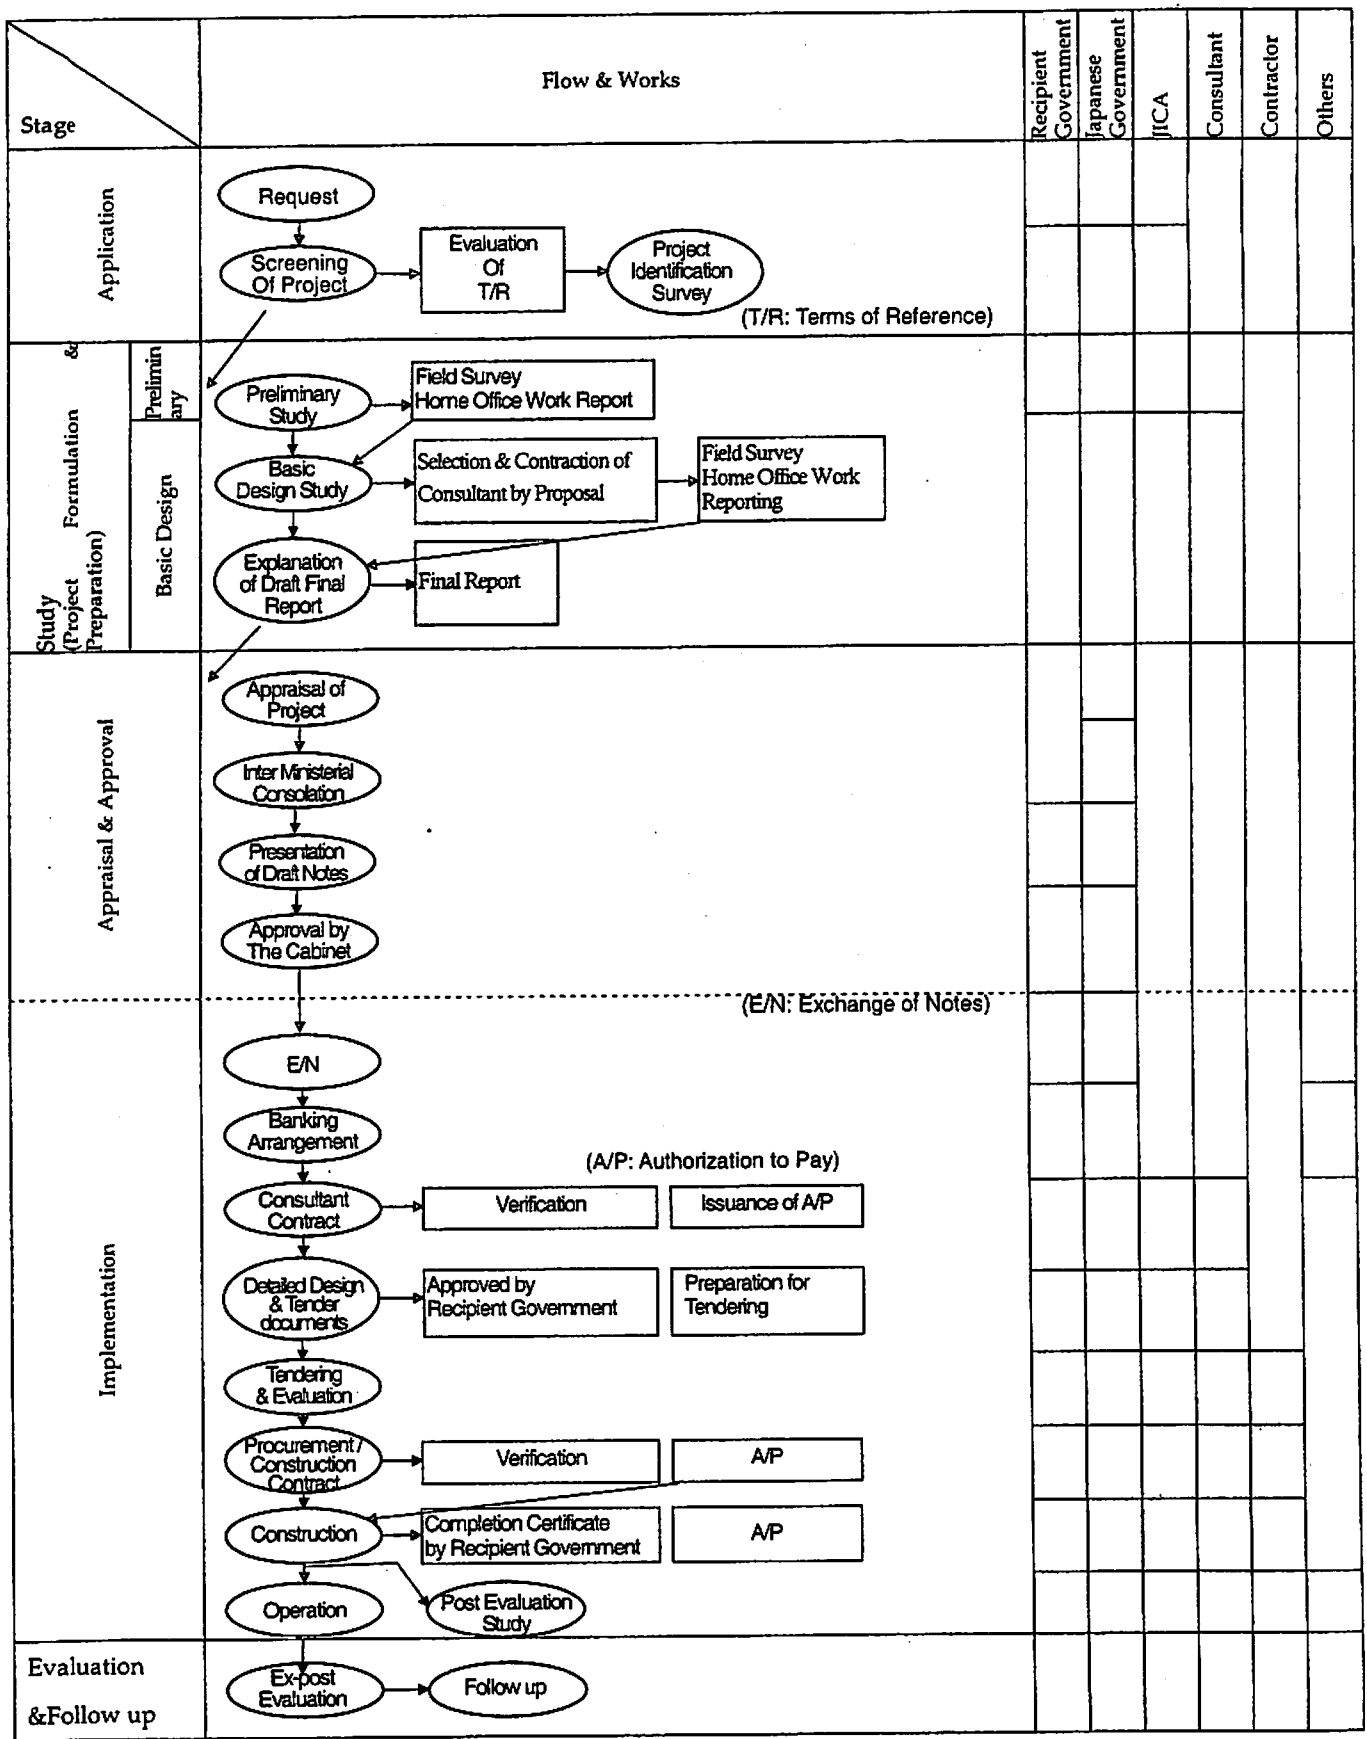 Stage
Flow & Works
Recipient
Government
Japanese
Government
JICA
Consultant
Contractor
Others
Application
Request
Screening
Of Project
Evaluation
Of
T/R
Project
Identification
Survey
(T/R: Terms of Reference)
Study
(Project Formulation &
Preparation)
Prelimin
ary
Preliminary
Study
Field Survey
Home Office Work Report
Basic Design
Basic
Design Study
Selection & Contraction of
Consultant by Proposal
Field Survey
Home Office Work
Reporting
Explanation
of Draft Final
Report
Final Report
Appraisal & Approval
Appraisal of
Project
Inter Ministerial
Consolation
Presentation
of Draft Notes
Approval by
The Cabinet
(E/N: Exchange of Notes)
Implementation
E/N
Banking
Arrangement
(A/P: Authorization to Pay)
Consultant
Contract
Verification
Issuance of A/P
Detailed Design
& Tender
documents
Approved by
Recipient Government
Preparation for
Tendering
Tendering
& Evaluation
Procurement /
Construction
Contract
Verification
A/P
Construction
Completion Certificate
by Recipient Government
A/P
Operation
Post Evaluation
Study
Evaluation
&Follow up
Ex-post
Evaluation
Follow up